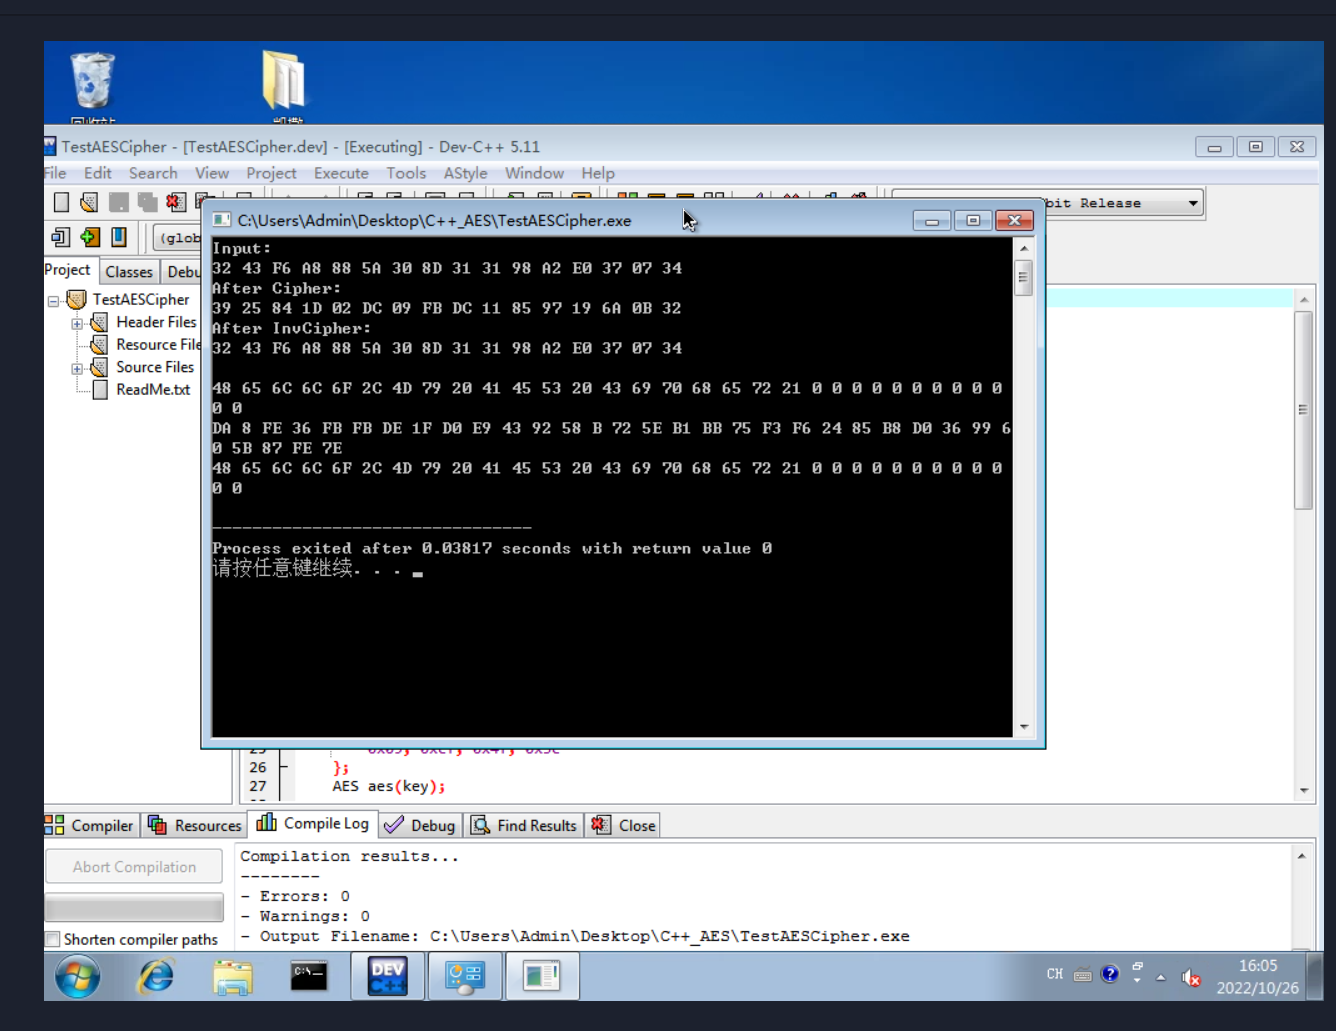 TestAESCipher - [TestAESCipher.dev] - [Executing] - Dev-C++ 5.11
File Edit Search View Project Execute Tools AStyle Window Help
bit Release
(glob
C:\Users\Admin\Desktop\C++_AES\TestAESCipher.exe
Project Classes Debu
TestAESCipher
Header Files
Resource File
Source Files
ReadMe.txt
Input:
32 43 F6 A8 88 5A 30 8D 31 31 98 A2 E0 37 07 34
After Cipher:
39 25 84 1D 02 DC 09 FB DC 11 85 97 19 6A 0B 32
After InvCipher:
32 43 F6 A8 88 5A 30 8D 31 31 98 A2 E0 37 07 34
48 65 6C 6C 6F 2C 4D 79 20 41 45 53 20 43 69 70 68 65 72 21 0 0 0 0 0 0 0 0 0 0
0 0
DA 8 FE 36 FB FB DE 1F D0 E9 43 92 58 B 72 5E B1 BB 75 F3 F6 24 85 B8 D0 36 99 6
0 5B 87 FE 7E
48 65 6C 6C 6F 2C 4D 79 20 41 45 53 20 43 69 70 68 65 72 21 0 0 0 0 0 0 0 0 0 0
0 0
--------------------------------
Process exited after 0.03817 seconds with return value 0
请按任意键继续. . .
26 };
27 AES aes(key);
Compiler Resources Compile Log Debug Find Results Close
Abort Compilation
Shorten compiler paths
Compilation results...
--------
- Errors: 0
- Warnings: 0
- Output Filename: C:\Users\Admin\Desktop\C++_AES\TestAESCipher.exe
C:\_
DEV C++
CH
16:05
2022/10/26